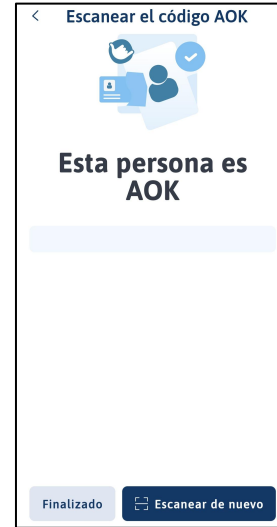 Escanear el código AOK
Esta persona es
AOK
Finalizado
Escanear de nuevo